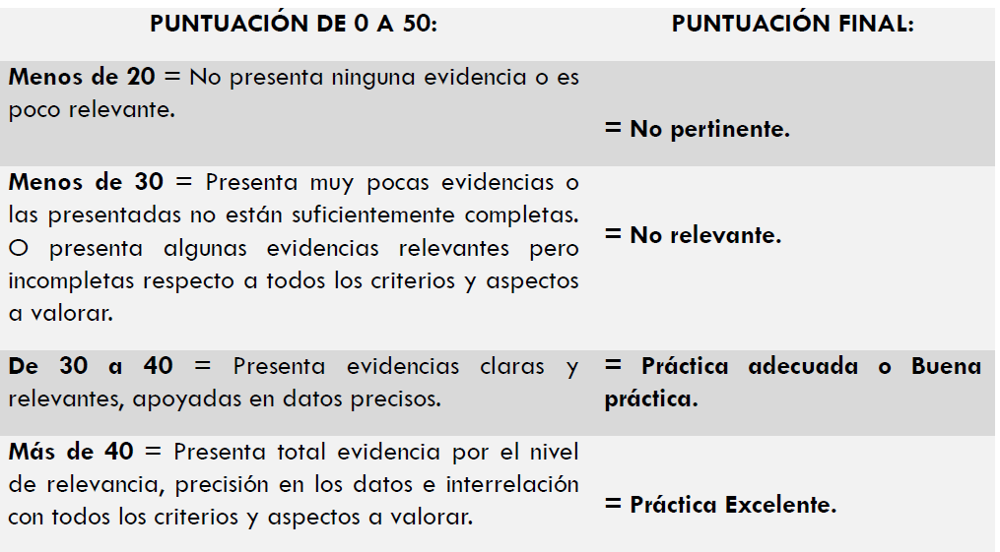 PUNTUACIÓN DE 0 A 50:
PUNTUACIÓN FINAL:
Menos de 20 = No presenta ninguna evidencia o es
poco relevante.
= No pertinente.
Menos de 30 = Presenta muy pocas evidencias o
las presentadas no están suficientemente completas.
O presenta algunas evidencias relevantes pero
incompletas respecto a todos los criterios y aspectos
a valorar.
= No relevante.
De 30 a 40 = Presenta evidencias claras y
relevantes, apoyadas en datos precisos.
= Práctica adecuada o Buena
práctica.
Más de 40 = Presenta total evidencia por el nivel
de relevancia, precisión en los datos e interrelación
con todos los criterios y aspectos a valorar.
= Práctica Excelente.